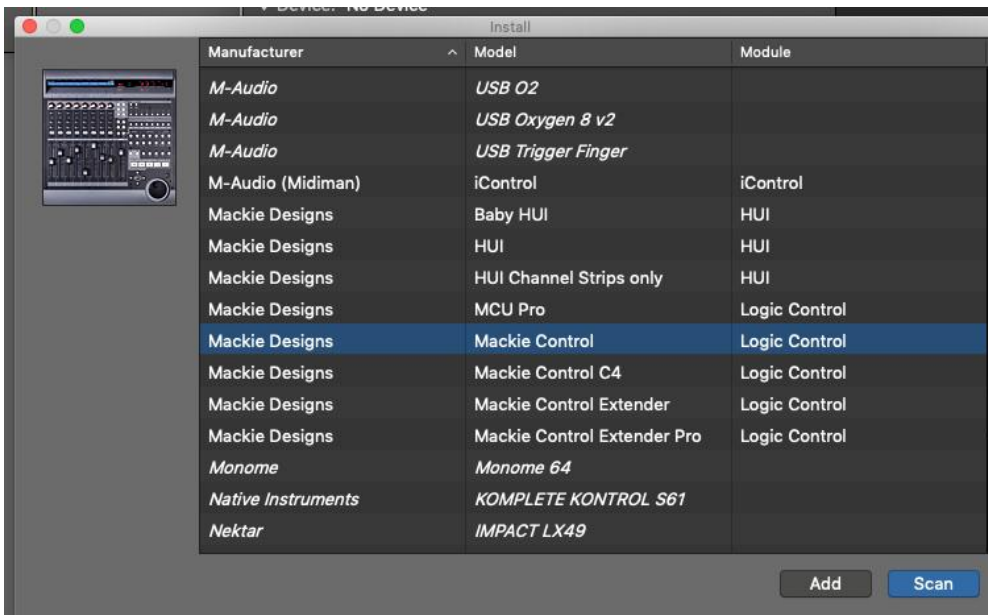 Device: No Device
Install
Manufacturer Model Module
M-Audio USB O2
M-Audio USB Oxygen 8 v2
M-Audio USB Trigger Finger
M-Audio (Midiman) iControl iControl
Mackie Designs Baby HUI HUI
Mackie Designs HUI HUI
Mackie Designs HUI Channel Strips only HUI
Mackie Designs MCU Pro Logic Control
Mackie Designs Mackie Control Logic Control
Mackie Designs Mackie Control C4 Logic Control
Mackie Designs Mackie Control Extender Logic Control
Mackie Designs Mackie Control Extender Pro Logic Control
Monome Monome 64
Native Instruments KOMPLETE KONTROL S61
Nektar IMPACT LX49
Add Scan